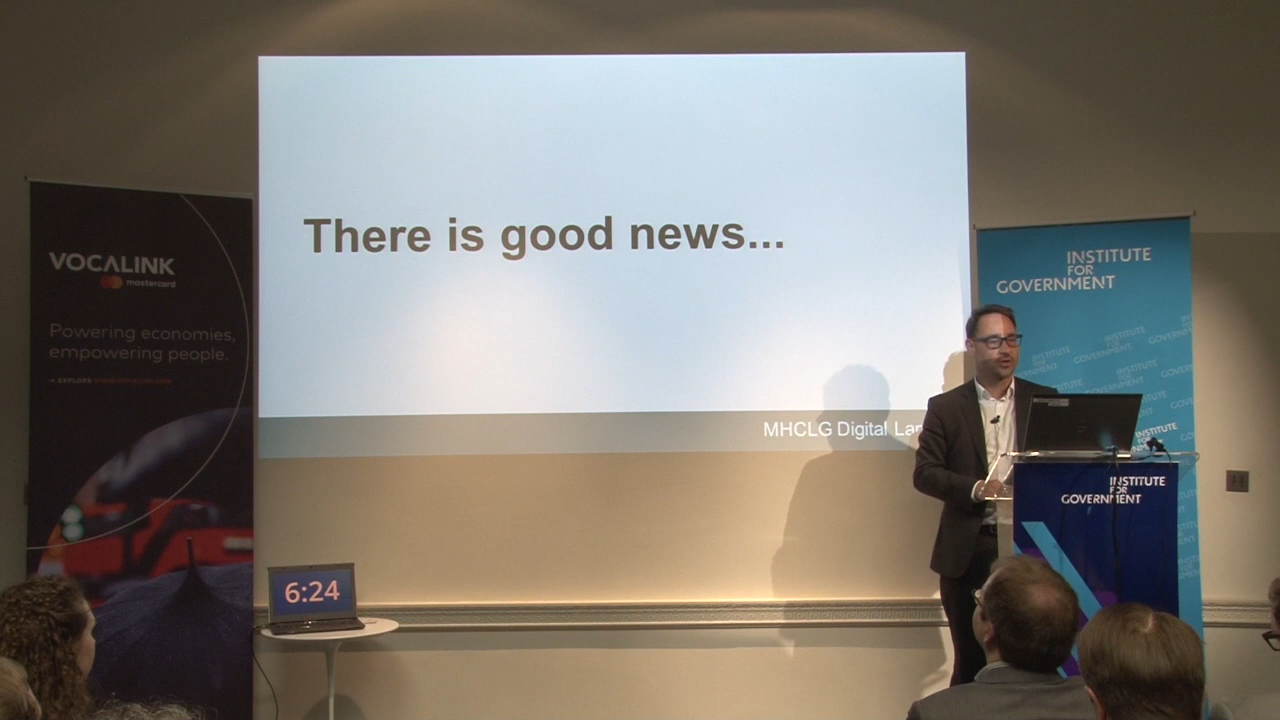 There is good news...
MHCLG Digital
VOCALINK
mastercard
Powering economies,
empowering people.
EXPLORE
6:24
INSTITUTE
FOR
GOVERNMENT
INSTITUTE
FOR
GOVERNMENT